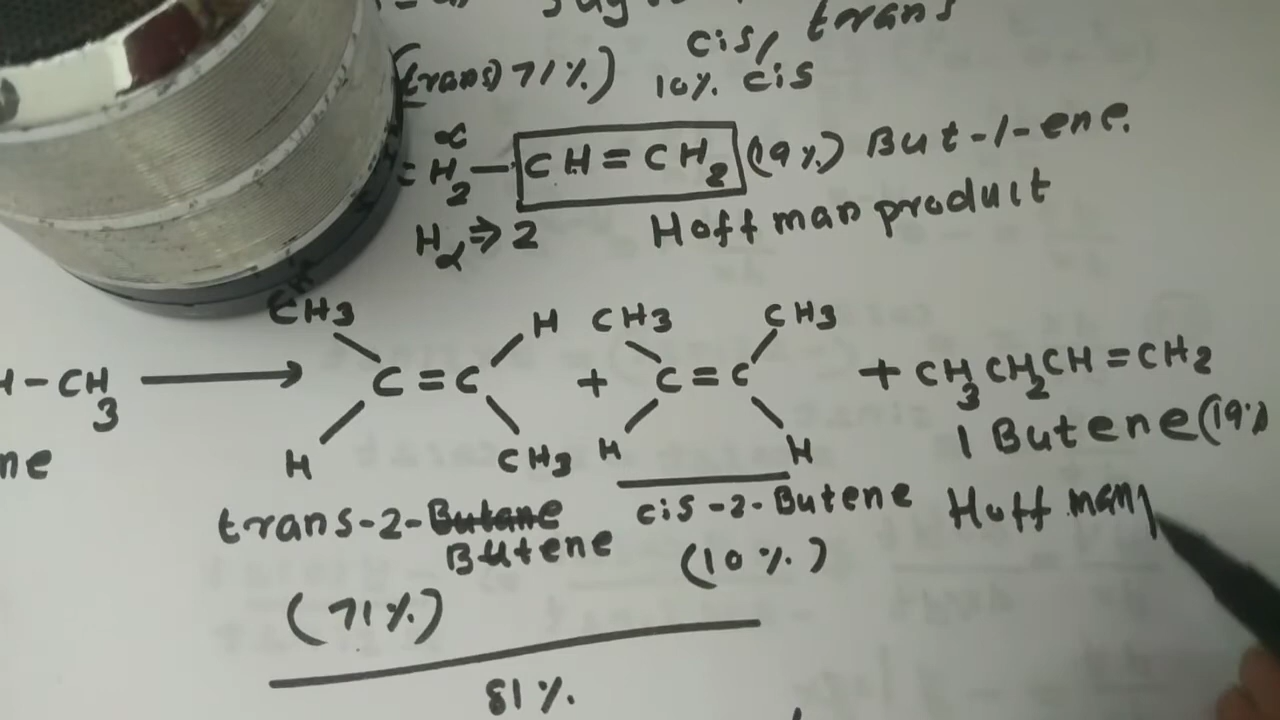 cis, trans
(trans) 71%) 10% cis
α
H2 – CH = CH2 (19%) But-1-ene.
Hα ⇒ 2 Hoffman product
CH3 H CH3 CH3
H–CH3 ⟶ C = C + C = C + CH3CH2CH=CH2
H CH3 H H
1 Butene (19%)
ne
trans-2-Butane cis-2-Butene Hoffman
Butene
(10%)
(71%)
81%.